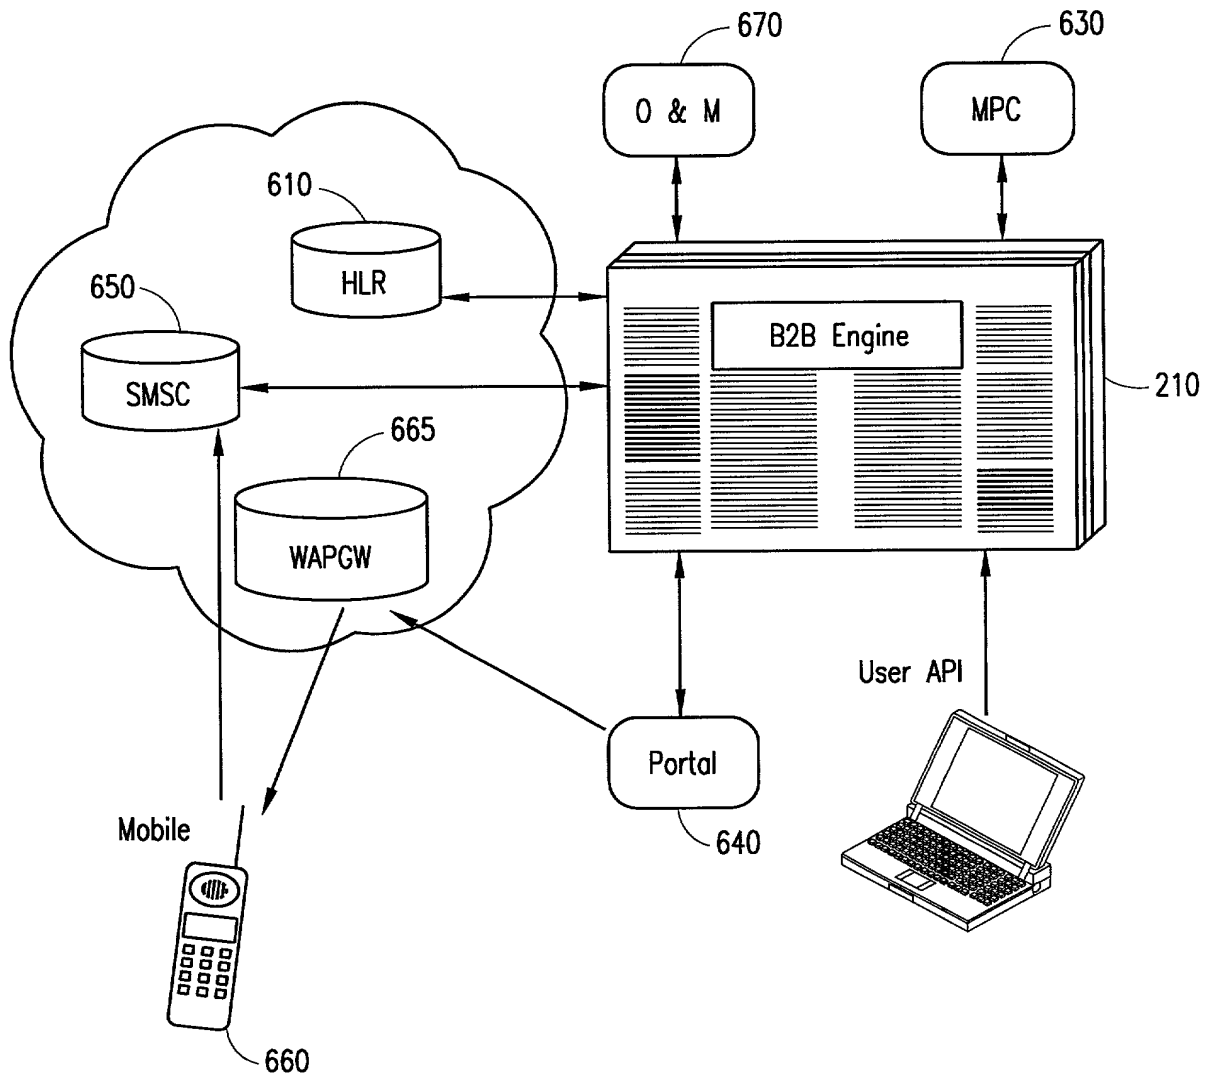 670
630
O & M
MPC
610
HLR
650
B2B Engine
SMSC
210
665
WAPGW
User API
Portal
Mobile
640
660